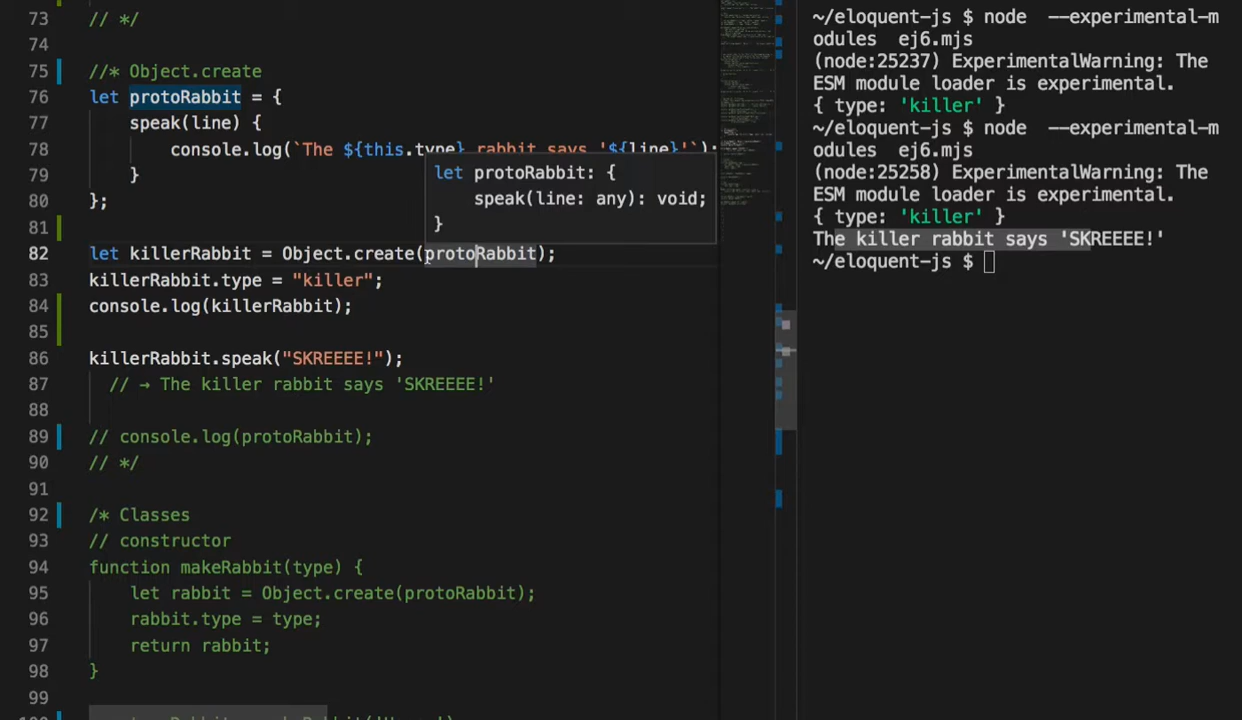 73 // */
74
75 //* Object.create
76 let protoRabbit = {
77 speak(line) {
78 console.log(`The ${this.type} rabbit says '${line}'`);
79 }
80 };
let protoRabbit: {
speak(line: any): void;
}
81
82 let killerRabbit = Object.create(protoRabbit);
83 killerRabbit.type = "killer";
84 console.log(killerRabbit);
85
86 killerRabbit.speak("SKREEEE!");
87 // → The killer rabbit says 'SKREEEE!'
88
89 // console.log(protoRabbit);
90 // */
91
92 /* Classes
93 // constructor
94 function makeRabbit(type) {
95 let rabbit = Object.create(protoRabbit);
96 rabbit.type = type;
97 return rabbit;
98 }
99
~/eloquent-js $ node --experimental-m
odules ej6.mjs
(node:25237) ExperimentalWarning: The
ESM module loader is experimental.
{ type: 'killer' }
~/eloquent-js $ node --experimental-m
odules ej6.mjs
(node:25258) ExperimentalWarning: The
ESM module loader is experimental.
{ type: 'killer' }
The killer rabbit says 'SKREEEE!'
~/eloquent-js $